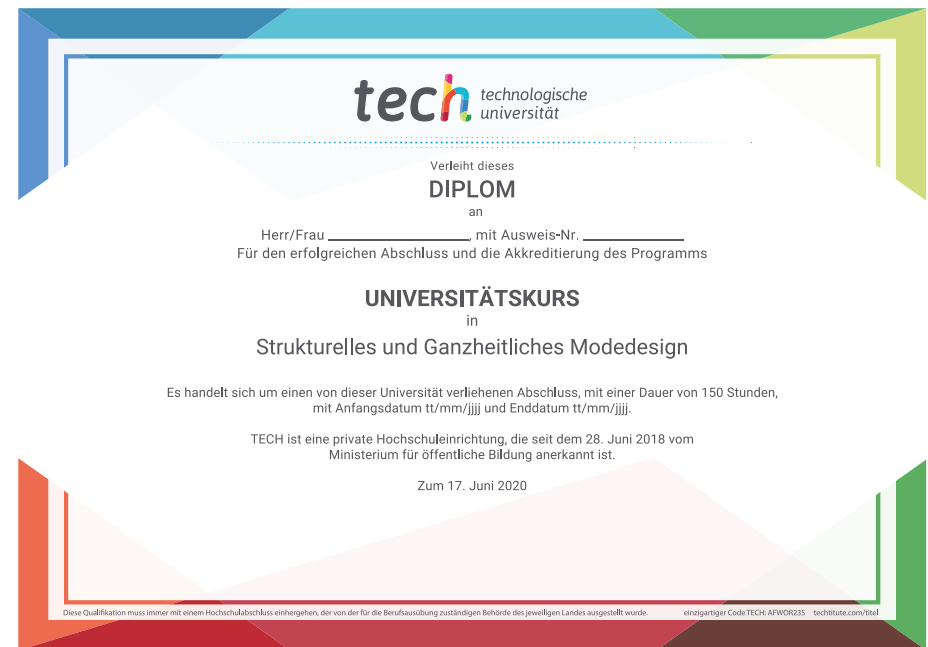 tech technologische
universität
Verleiht dieses
DIPLOM
an
Herr/Frau ____________, mit Ausweis-Nr. ____________
Für den erfolgreichen Abschluss und die Akkreditierung des Programms
UNIVERSITÄTSKURS
in
Strukturelles und Ganzheitliches Modedesign
Es handelt sich um einen von dieser Universität verliehenen Abschluss, mit einer Dauer von 150 Stunden,
mit Anfangsdatum tt/mm/jjjj und Enddatum tt/mm/jjjj.
TECH ist eine private Hochschuleinrichtung, die seit dem 28. Juni 2018 vom
Ministerium für öffentliche Bildung anerkannt ist.
Zum 17. Juni 2020
Diese Qualifikation muss immer mit einem Hochschulabschluss einhergehen, der von der für die Berufsausübung zuständigen Behörde des jeweiligen Landes ausgestellt wurde. einzigartiger Code TECH: AFWOR235 techtitute.com/titel